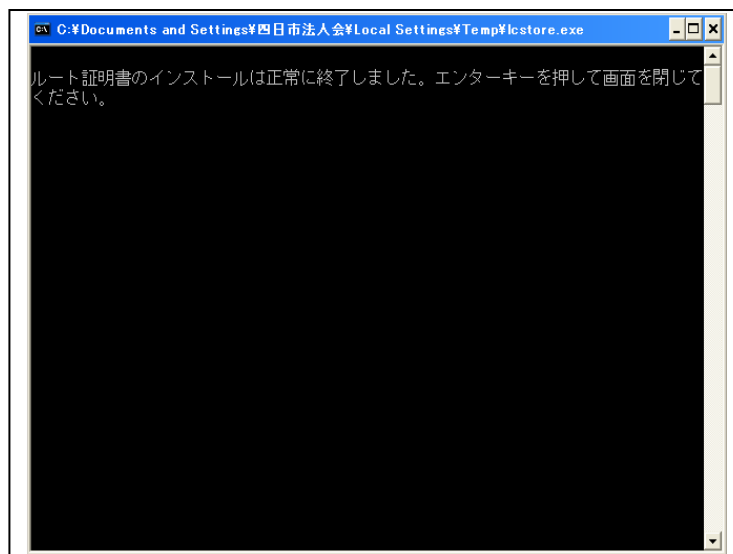 C:¥Documents and Settings¥四日市法人会¥Local Settings¥Temp¥lcstore.exe
ルート証明書のインストールは正常に終了しました。エンターキーを押して画面を閉じて
ください。